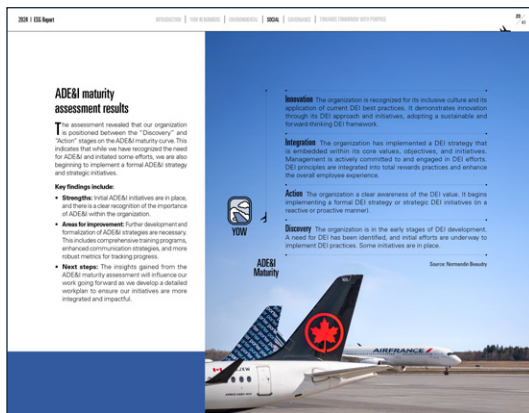 2024 | ESG Report
INTRODUCTION | YOW IN NUMBERS | ENVIRONMENTAL | SOCIAL | GOVERNANCE | TOWARDS TOMORROW WITH PURPOSE
ADE&I maturity
assessment results
The assessment revealed that our organization
is positioned between the "Discovery" and
"Action" stages on the ADE&I maturity curve. This
indicates that while we have recognized the need
for ADE&I and initiated some efforts, we are also
beginning to implement a formal ADE&I strategy
and strategic initiatives.
Key findings include:
• Strengths: Initial ADE&I initiatives are in place,
and there is a clear recognition of the importance
of ADE&I within the organization.
• Areas for improvement: Further development and
formalization of ADE&I strategies are necessary.
This includes comprehensive training programs,
enhanced communication strategies, and more
robust metrics for tracking progress.
• Next steps: The insights gained from the
ADE&I maturity assessment will influence our
work going forward as we develop a detailed
workplan to ensure our initiatives are more
integrated and impactful.
Innovation The organization is recognized for its inclusive culture and its
application of current DEI best practices. It demonstrates innovation
through its DEI approach and initiatives, adopting a sustainable and
forward-thinking DEI framework.
Integration The organization has implemented a DEI strategy that
is embedded within its core values, objectives, and initiatives.
Management is actively committed to and engaged in DEI efforts.
DEI principles are integrated into total rewards practices and enhance
the overall employee experience.
Action The organization a clear awareness of the DEI value. It begins
implementing a formal DEI strategy or strategic DEI initiatives (in a
reactive or proactive manner).
Discovery The organization is in the early stages of DEI development.
A need for DEI has been identified, and initial efforts are underway to
implement DEI practices. Some initiatives are in place.
YOW
ADE&I
Maturity
Source: Normandin Beaudry
AIRFRANCE